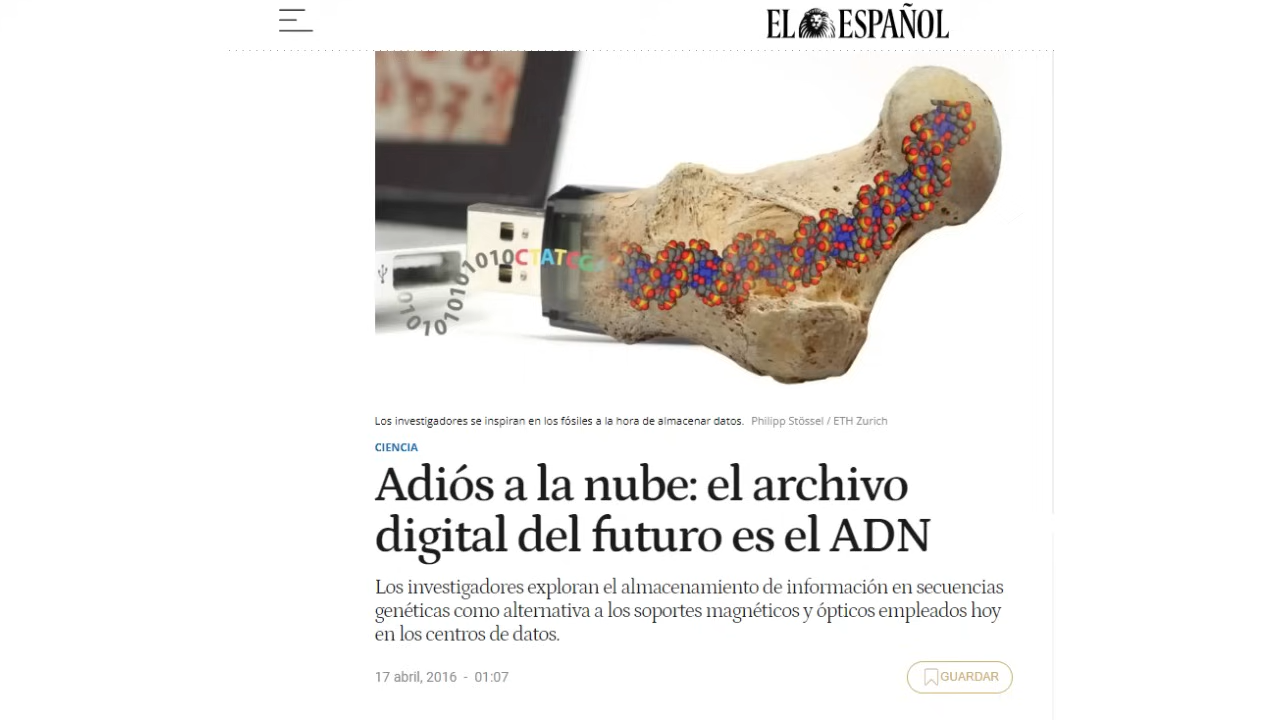 EL ESPAÑOL
01010101010101010CTATCG
Los investigadores se inspiran en los fósiles a la hora de almacenar datos. Philipp Stössel / ETH Zurich
CIENCIA
Adiós a la nube: el archivo
digital del futuro es el ADN
Los investigadores exploran el almacenamiento de información en secuencias
genéticas como alternativa a los soportes magnéticos y ópticos empleados hoy
en los centros de datos.
17 abril, 2016 - 01:07
GUARDAR